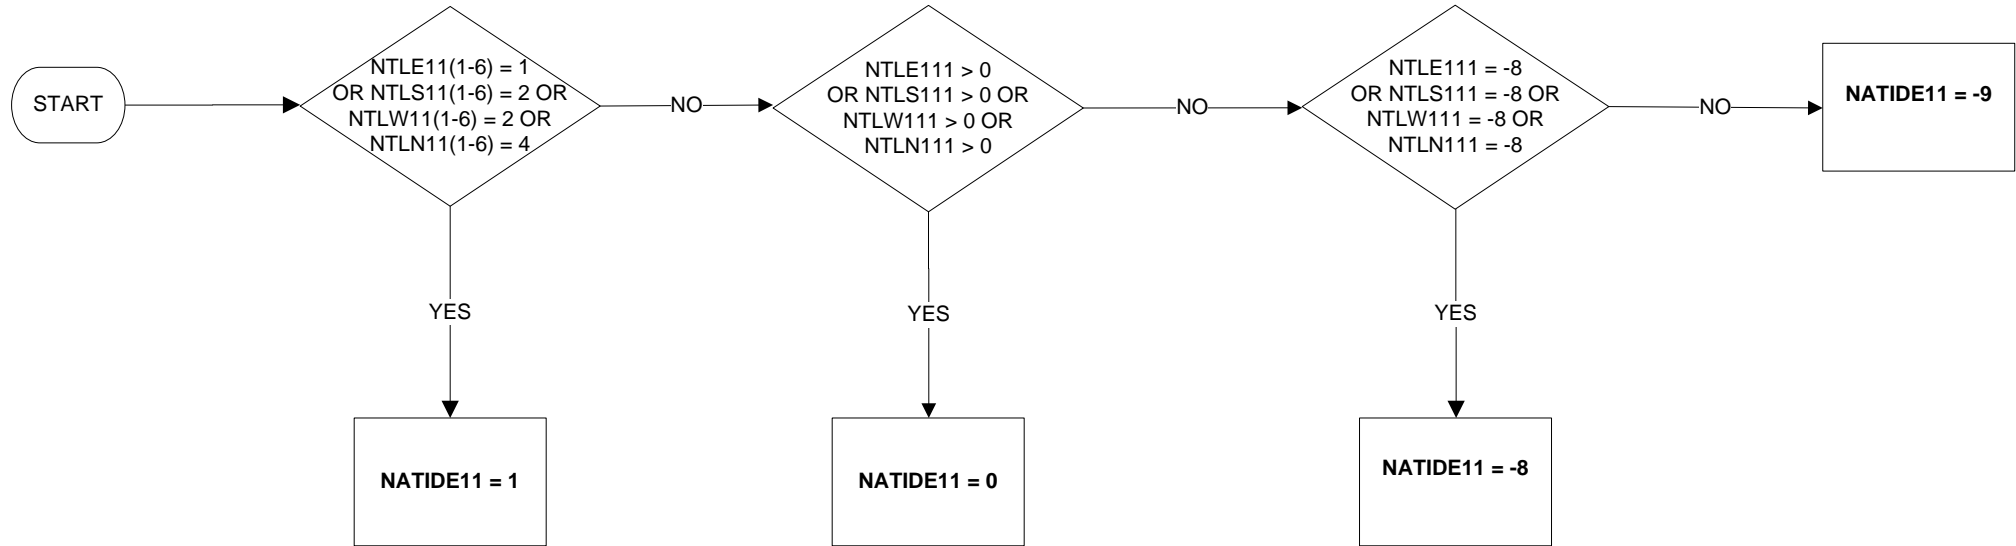 START
NTLE11(1-6) = 1
OR NTLS11(1-6) = 2 OR
NTLW11(1-6) = 2 OR
NTLN11(1-6) = 4
NO
NTLE111 > 0
OR NTLS111 > 0 OR
NTLW111 > 0 OR
NTLN111 > 0
NO
NTLE111 = -8
OR NTLS111 = -8 OR
NTLW111 = -8 OR
NTLN111 = -8
NO
NATIDE11 = -9
YES
YES
YES
NATIDE11 = 1
NATIDE11 = 0
NATIDE11 = -8